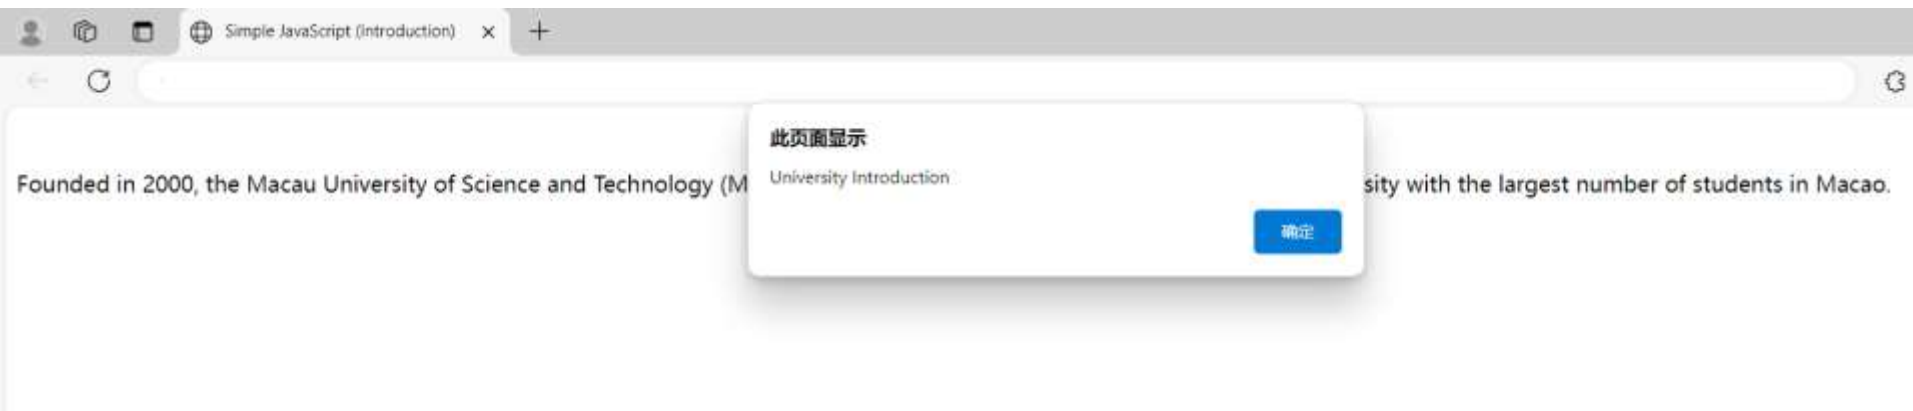 Simple JavaScript (Introduction)
此页面显示
University Introduction
Founded in 2000, the Macau University of Science and Technology (M
sity with the largest number of students in Macao.
确定